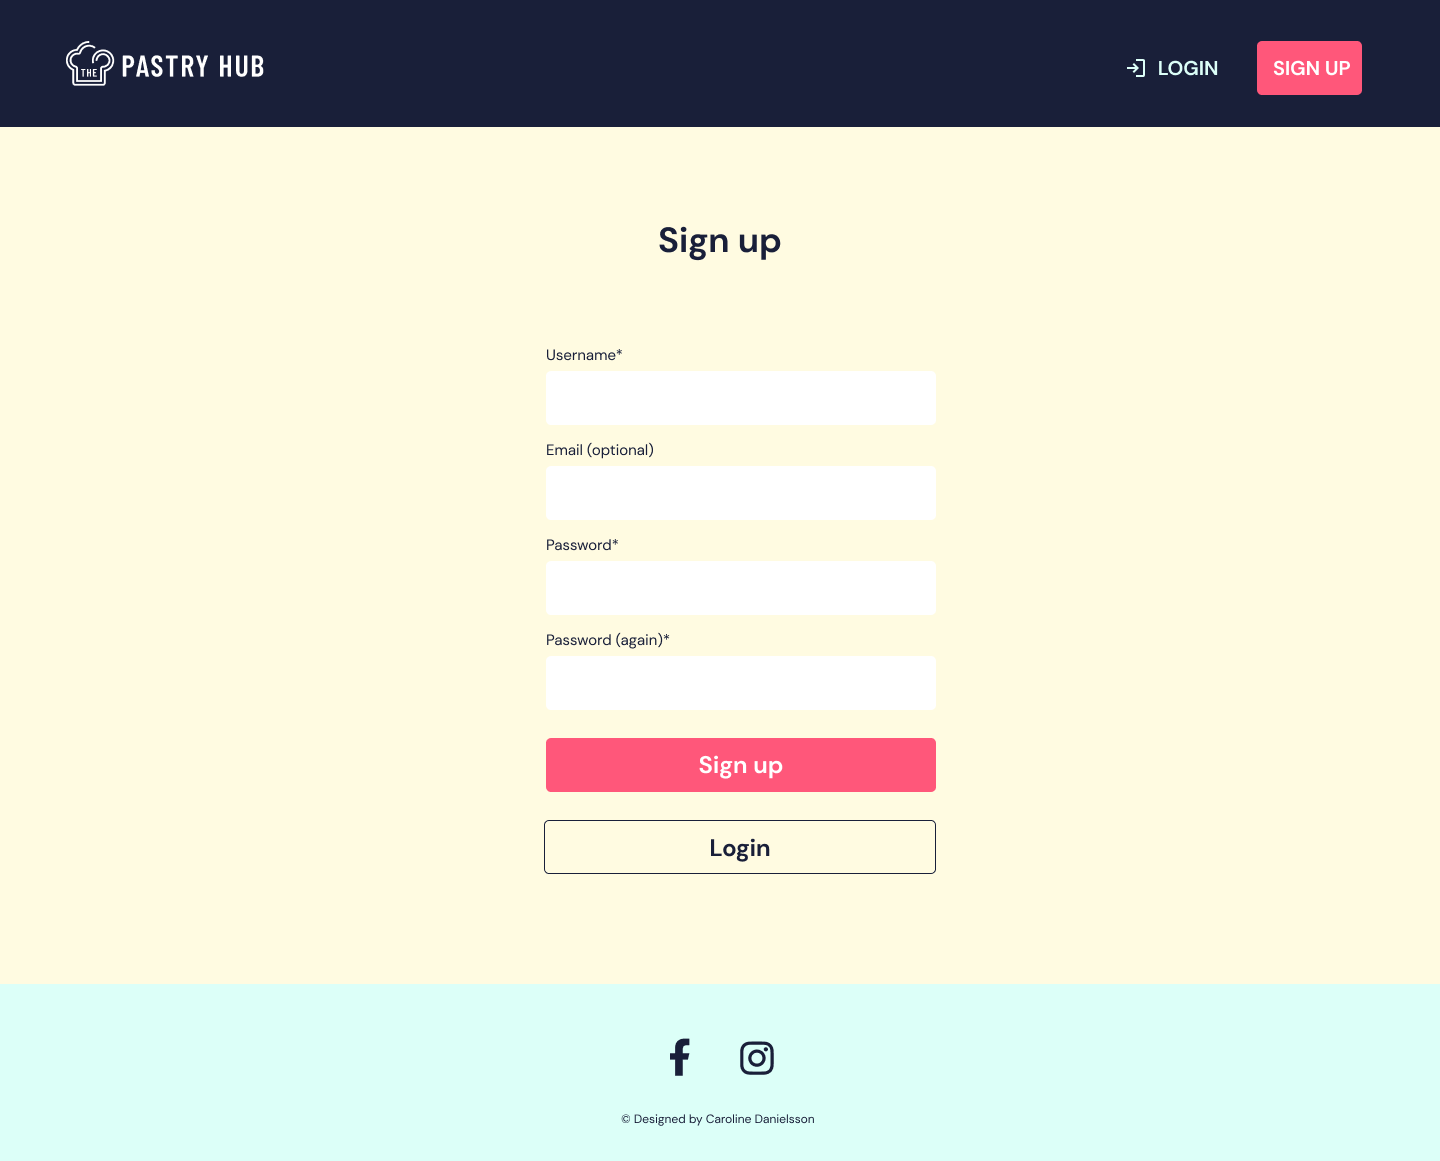 THE PASTRY HUB
LOGIN
SIGN UP
Sign up
Username*
Email (optional)
Password*
Password (again)*
Sign up
Login
© Designed by Caroline Danielsson